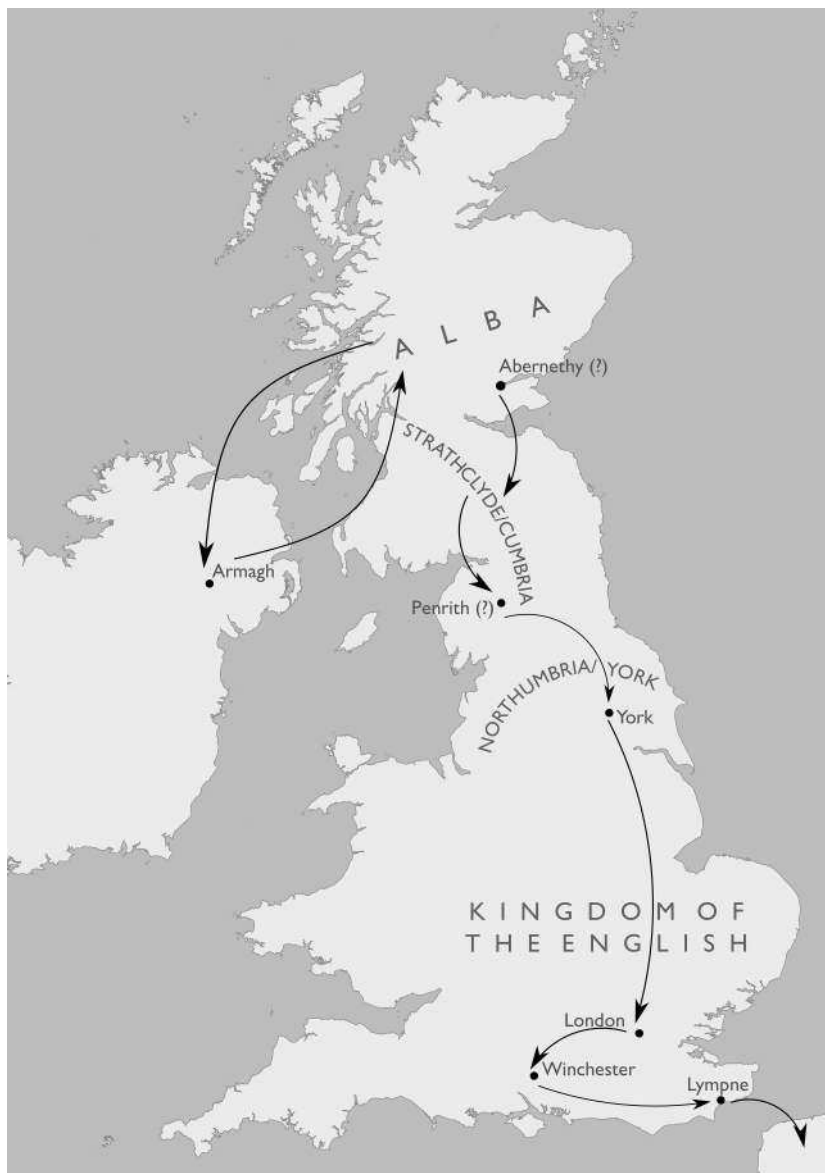 ALBA
Abernethy (?)
STRATHCLYDE/CUMBRIA
Armagh
Penrith (?)
NORTHUMBRIA/ YORK
York
KINGDOM OF
THE ENGLISH
London
Winchester
Lympne